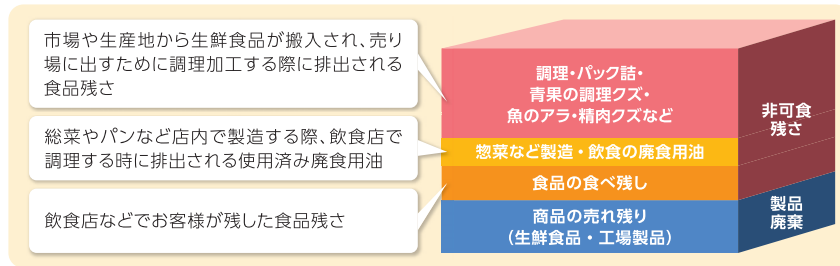 市場や生産地から生鮮食品が搬入され、売り
場に出すために調理加工する際に排出される
食品残さ
総菜やパンなど店内で製造する際、飲食店で
調理する時に排出される使用済み廃食用油
飲食店などでお客様が残した食品残さ
調理・パック詰・
青果の調理クズ・
魚のアラ・精肉クズなど
惣菜など製造・飲食の廃食用油
食品の食べ残し
商品の売れ残り
(生鮮食品・工場製品)
非可食
残さ
製品
廃棄